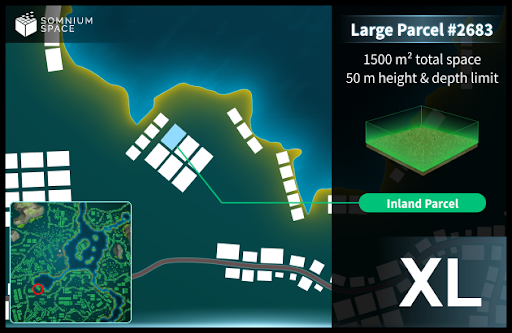 SOMNIUM
SPACE
Large Parcel #2683
1500 m² total space
50 m height & depth limit
Inland Parcel
XL